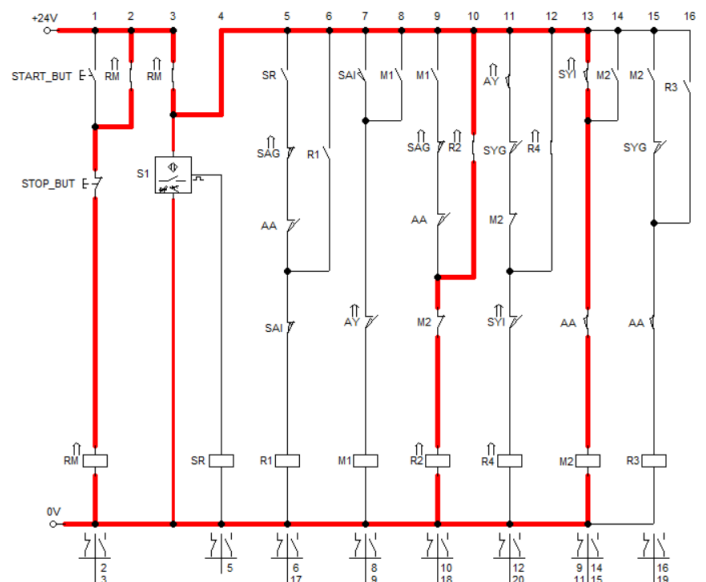 +24V 1 2 3 4 5 6 7 8 9 10 11 12 13 14 15 16
START_BUT RM RM SR SAI M1 M1 AY SYI M2 M2 R3
S1 SAG R1 SAG R2 SYG R4 SYG
STOP_BUT AA AA M2
SAI AY M2 SYI AA AA
RM SR R1 M1 R2 R4 M2 R3
0V
2 5 6 8 10 12 9 14 16
3 17 9 18 20 11 15 19